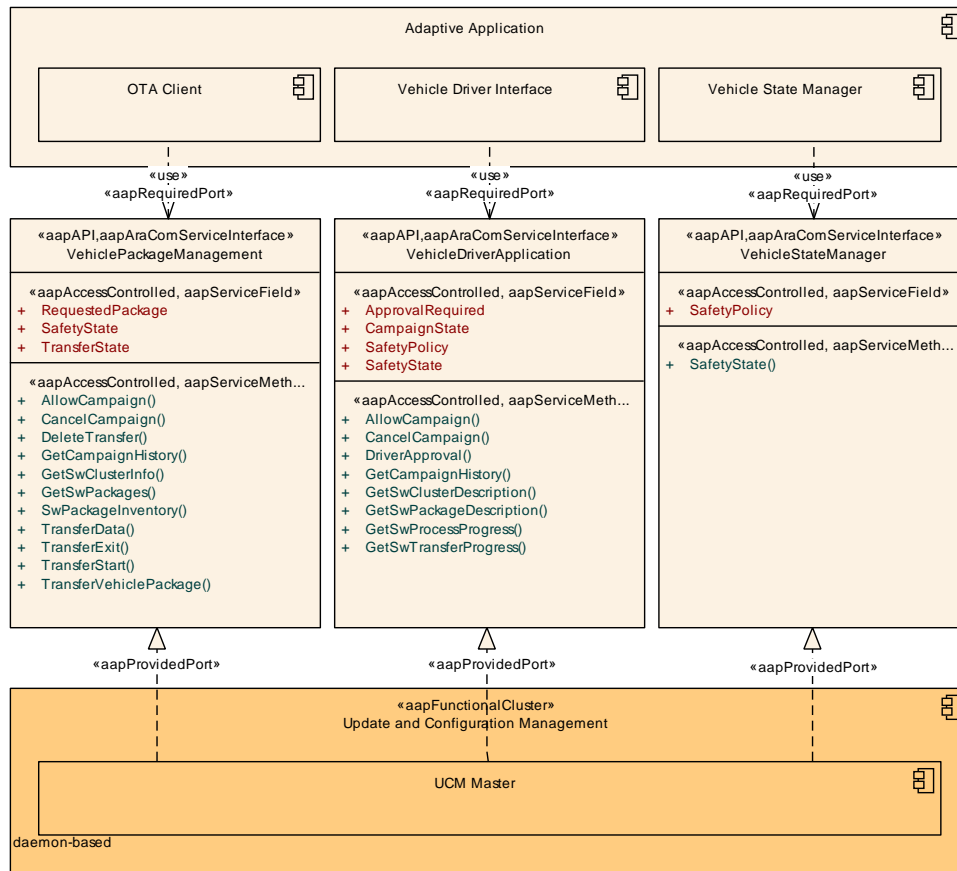 Adaptive Application
OTA Client
Vehicle Driver Interface
Vehicle State Manager
«use»
«aapRequiredPort»
«use»
«aapRequiredPort»
«use»
«aapRequiredPort»
«aapAPI,aapAraComServiceInterface»
VehiclePackageManagement
«aapAccessControlled, aapServiceField»
+ RequestedPackage
+ SafetyState
+ TransferState
«aapAccessControlled, aapServiceMeth...
+ AllowCampaign()
+ CancelCampaign()
+ DeleteTransfer()
+ GetCampaignHistory()
+ GetSwClusterInfo()
+ GetSwPackages()
+ SwPackageInventory()
+ TransferData()
+ TransferExit()
+ TransferStart()
+ TransferVehiclePackage()
«aapAPI,aapAraComServiceInterface»
VehicleDriverApplication
«aapAccessControlled, aapServiceField»
+ ApprovalRequired
+ CampaignState
+ SafetyPolicy
+ SafetyState
«aapAccessControlled, aapServiceMeth...
+ AllowCampaign()
+ CancelCampaign()
+ DriverApproval()
+ GetCampaignHistory()
+ GetSwClusterDescription()
+ GetSwPackageDescription()
+ GetSwProcessProgress()
+ GetSwTransferProgress()
«aapAPI,aapAraComServiceInterface»
VehicleStateManager
«aapAccessControlled, aapServiceField»
+ SafetyPolicy
«aapAccessControlled, aapServiceMeth...
+ SafetyState()
«aapProvidedPort»
«aapProvidedPort»
«aapProvidedPort»
«aapFunctionalCluster»
Update and Configuration Management
UCM Master
daemon-based